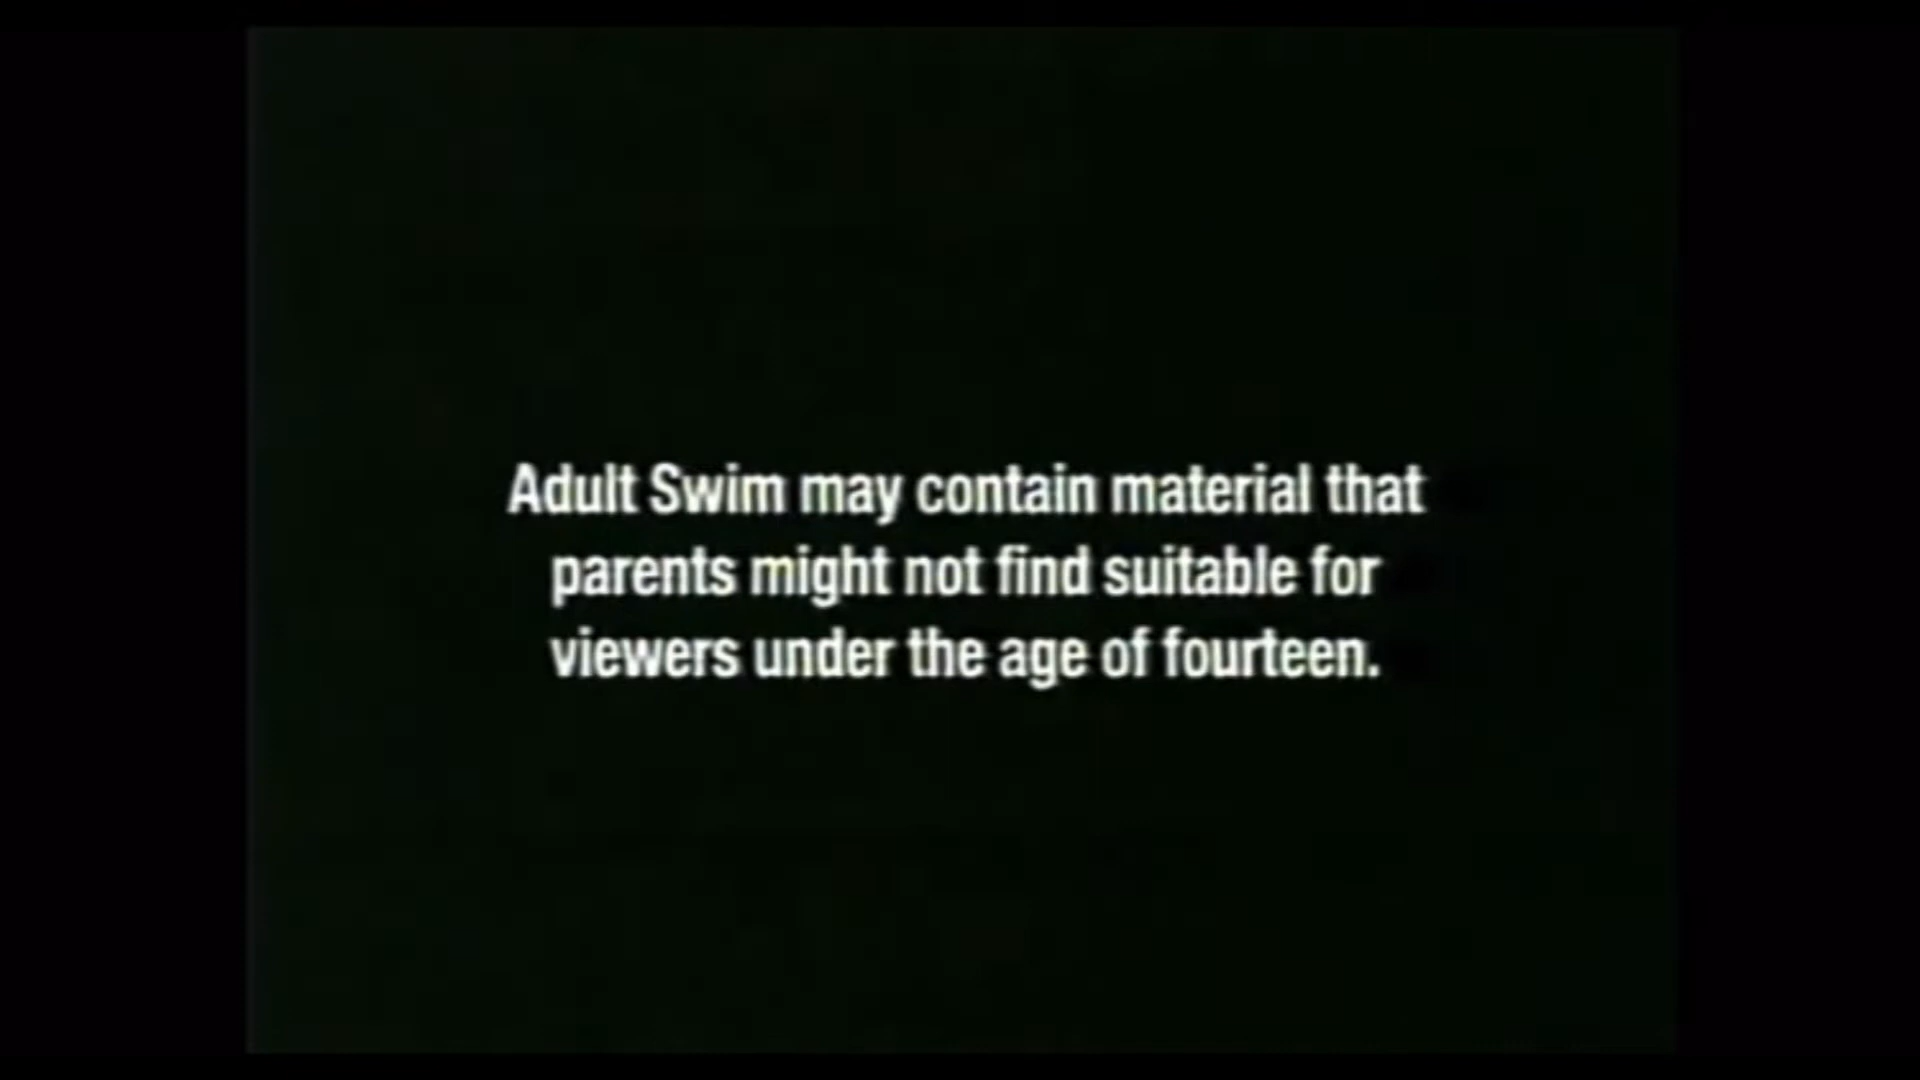 Adult Swim may contain material that
parents might not find suitable for
viewers under the age of fourteen.